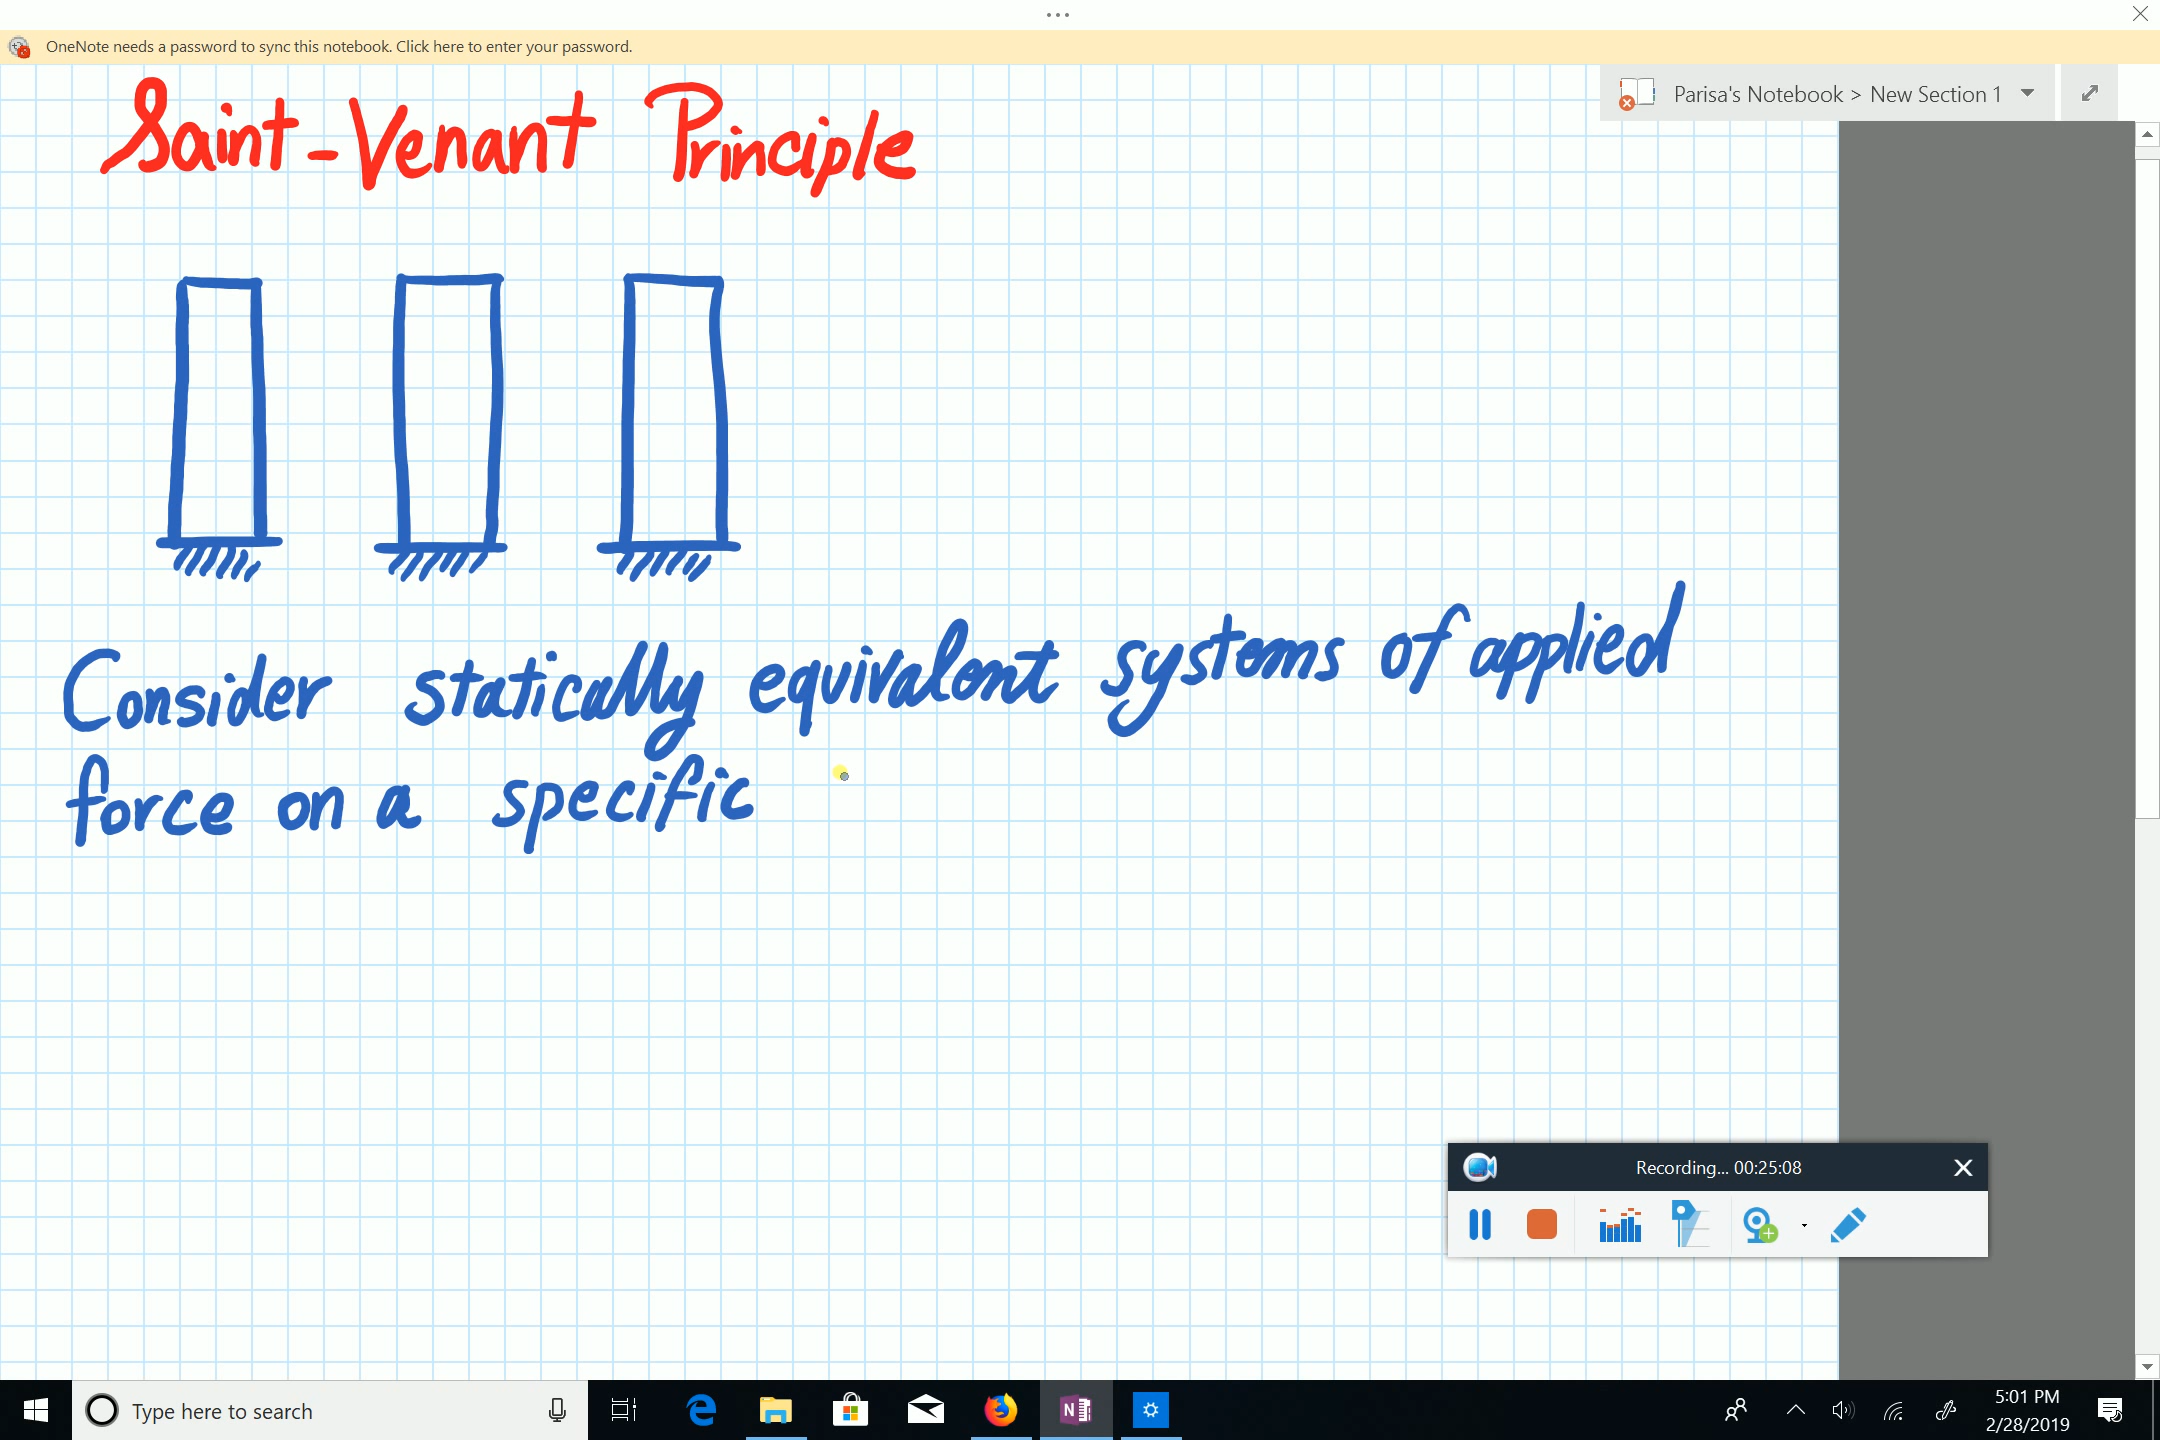 OneNote needs a password to sync this notebook. Click here to enter your password.
Parisa's Notebook > New Section 1
Saint-Venant Principle
Consider statically equivalent systems of applied
force on a specific
Recording... 00:25:08
Type here to search
5:01 PM
2/28/2019